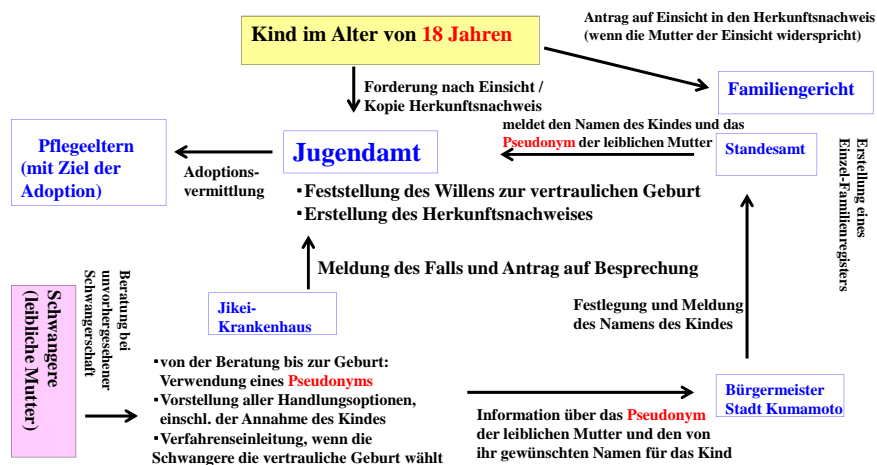 Kind im Alter von 18 Jahren
Antrag auf Einsicht in den Herkunftsnachweis
(wenn die Mutter der Einsicht widerspricht)
Forderung nach Einsicht /
Kopie Herkunftsnachweis
Familiengericht
meldet den Namen des Kindes und das
Pseudonym der leiblichen Mutter
Pflegeeltern
(mit Ziel der
Adoption)
Adoptions-
vermittlung
Jugendamt
Standesamt
Erstellung eines
Einzel-Familienregisters
▪Feststellung des Willens zur vertraulichen Geburt
▪Erstellung des Herkunftsnachweises
Meldung des Falls und Antrag auf Besprechung
Schwangere
(leibliche Mutter)
Beratung bei
unvorhergesehener
Schwangerschaft
Jikei-
Krankenhaus
Festlegung und Meldung
des Namens des Kindes
▪von der Beratung bis zur Geburt:
Verwendung eines Pseudonyms
▪Vorstellung aller Handlungsoptionen,
einschl. der Annahme des Kindes
▪Verfahrenseinleitung, wenn die
Schwangere die vertrauliche Geburt wählt
Information über das Pseudonym
der leiblichen Mutter und den von
ihr gewünschten Namen für das Kind
Bürgermeister
Stadt Kumamoto